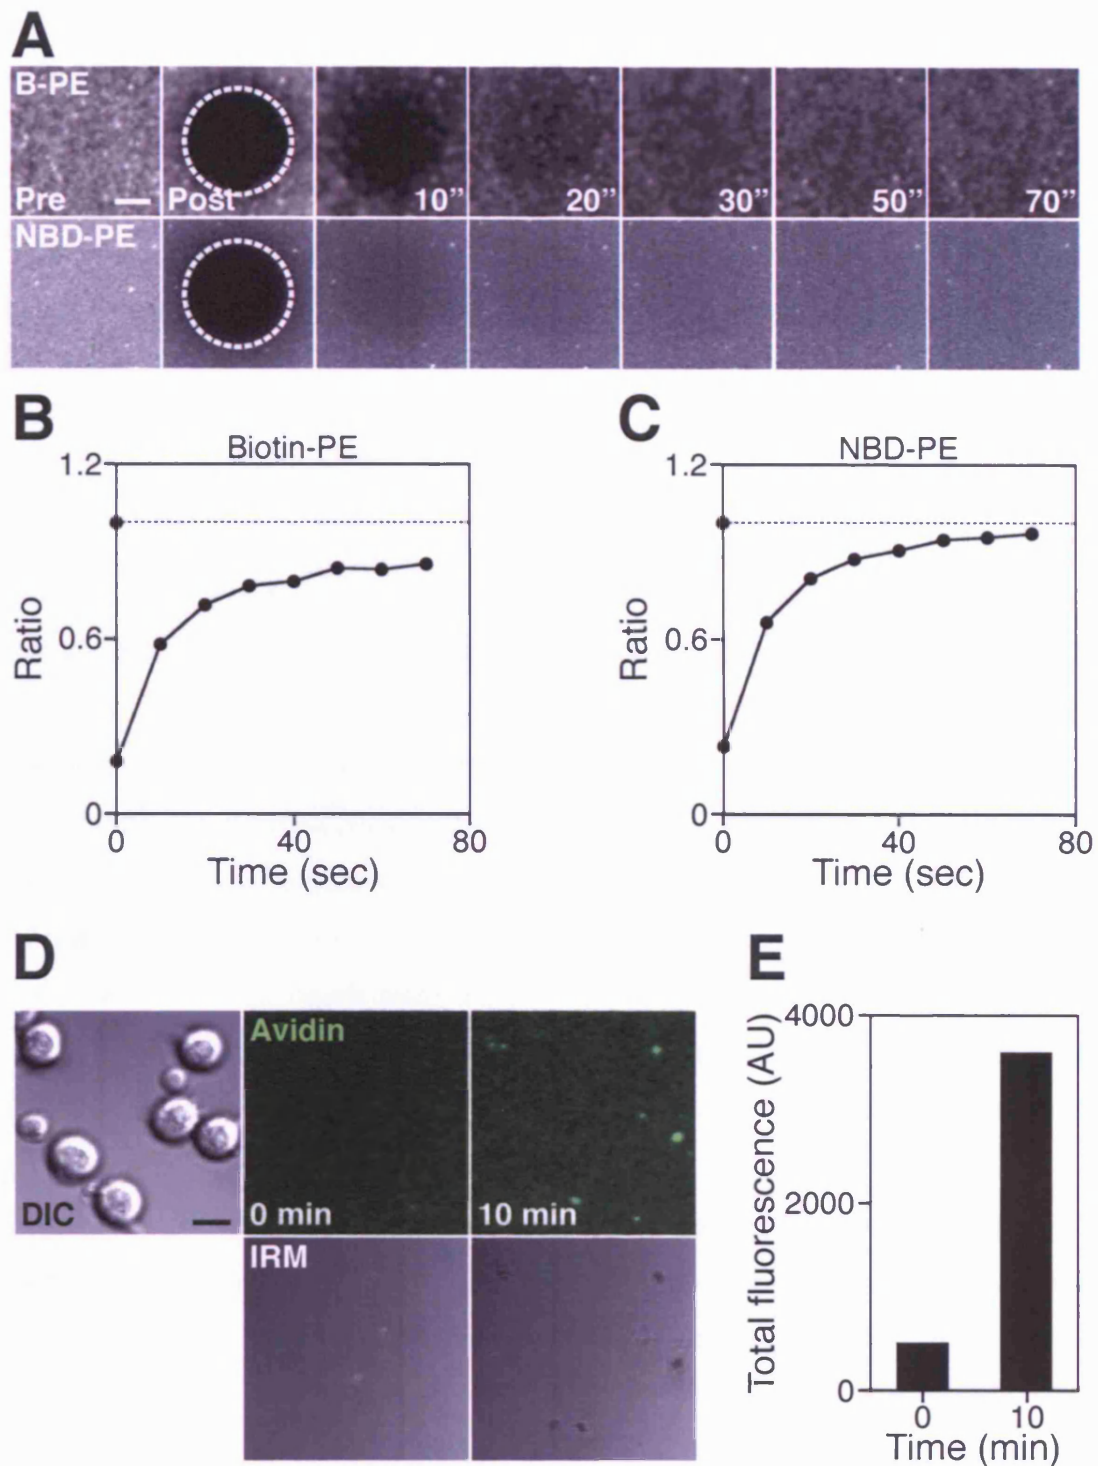 A
B-PE
Pre
Post
10”
20”
30”
50”
70”
NBD-PE
B
Biotin-PE
1.2
0.6
0
Ratio
0
40
80
Time (sec)
C
NBD-PE
1.2
0.6
0
Ratio
0
40
80
Time (sec)
D
DIC
Avidin
0 min
10 min
IRM
E
4000
2000
0
Total fluorescence (AU)
0
10
Time (min)